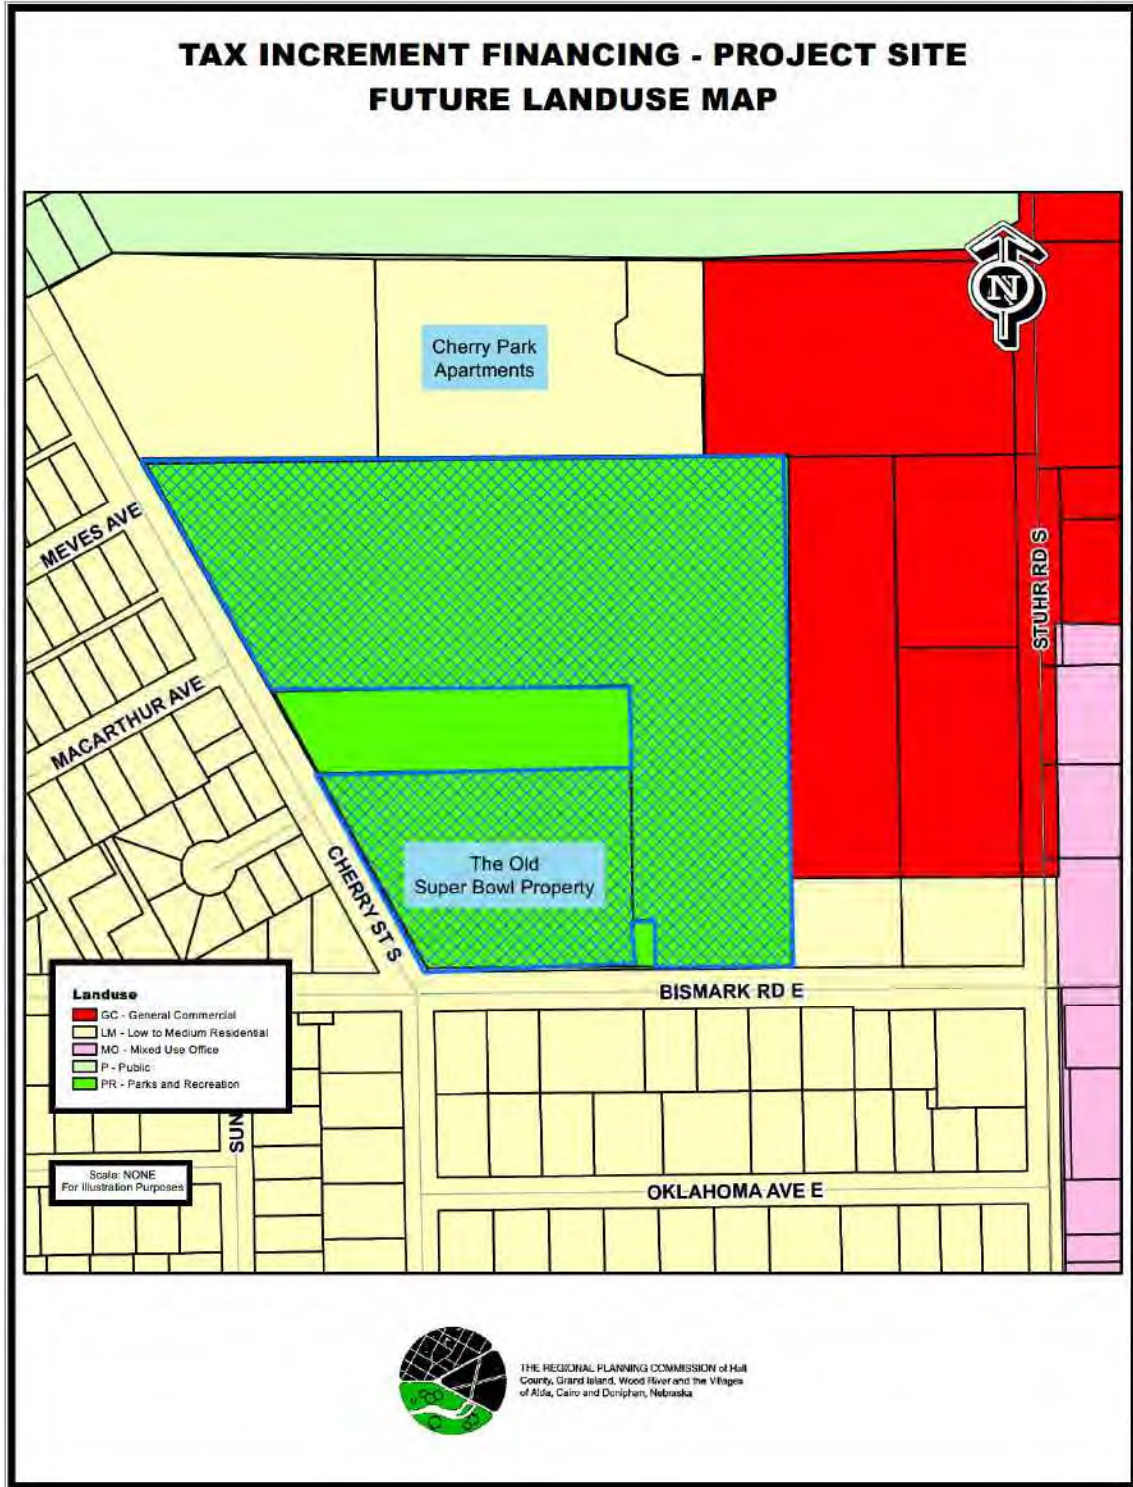 TAX INCREMENT FINANCING - PROJECT SITE
FUTURE LANDUSE MAP
N
Cherry Park
Apartments
MEVES AVE
STUHR RD S
MACARTHUR AVE
CHERRY ST S
The Old
Super Bowl Property
BISMARK RD E
Landuse
GC - General Commercial
LM - Low to Medium Residential
MO - Mixed Use Office
P - Public
PR - Parks and Recreation
SUN
Scale: NONE
For Illustration Purposes
OKLAHOMA AVE E
THE REGIONAL PLANNING COMMISSION of Hall
County, Grand Island, Wood River and the Villages
of Alda, Cairo and Doniphan, Nebraska